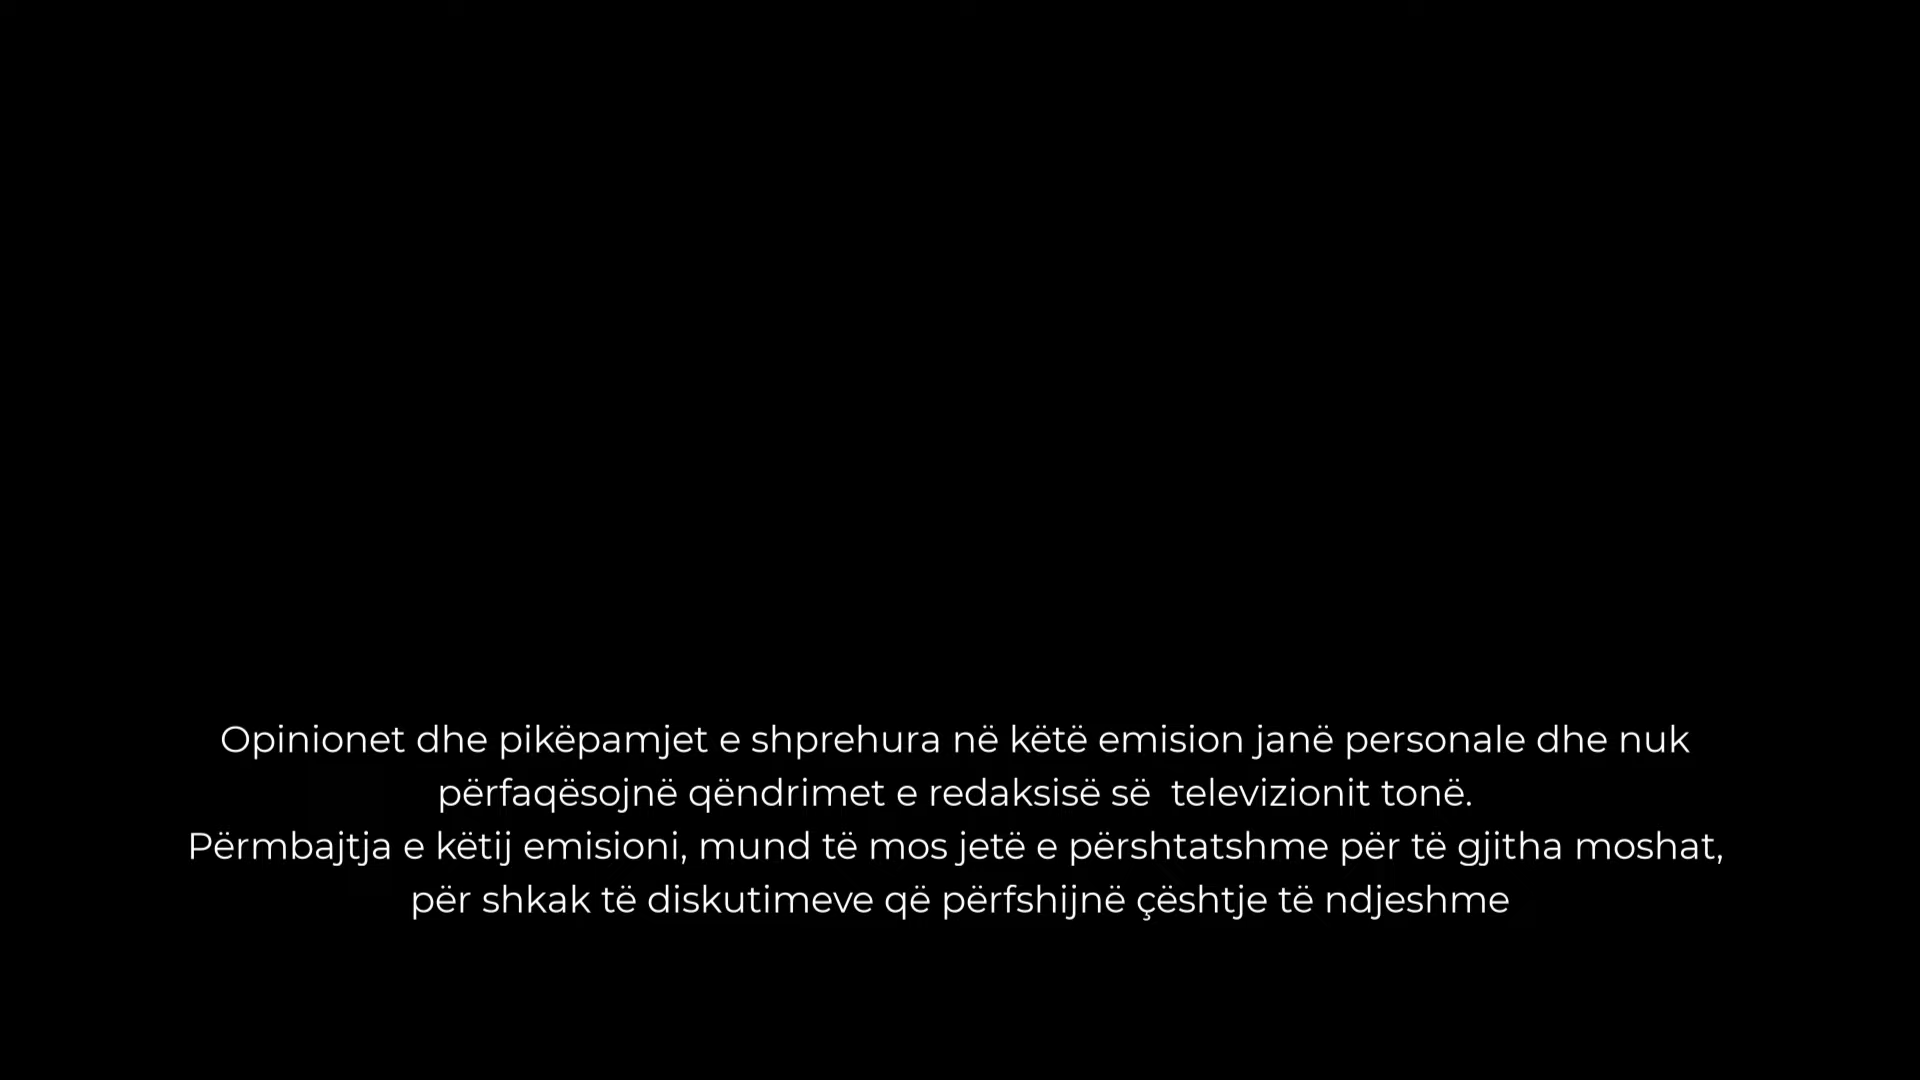 Opinionet dhe pikëpamjet e shprehura në këtë emision janë personale dhe nuk
përfaqësojnë qëndrimet e redaksisë së  televizionit tonë.
Përmbajtja e këtij emisioni, mund të mos jetë e përshtatshme për të gjitha moshat,
për shkak të diskutimeve që përfshijnë çështje të ndjeshme